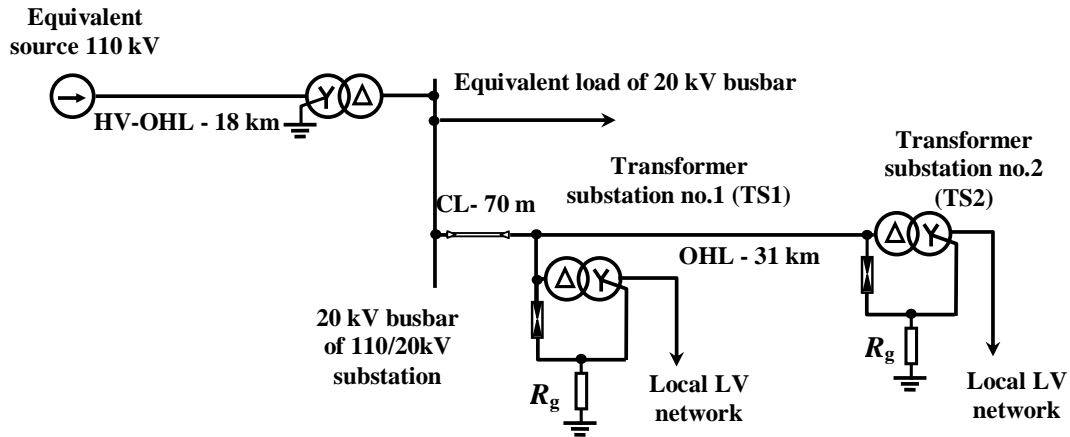 Equivalent
source 110 kV
HV-OHL - 18 km
Equivalent load of 20 kV busbar
Transformer
substation no.1 (TS1)
Transformer
substation no.2
(TS2)
CL- 70 m
OHL - 31 km
20 kV busbar
of 110/20kV
substation
Rg
Local LV
network
Rg
Local LV
network